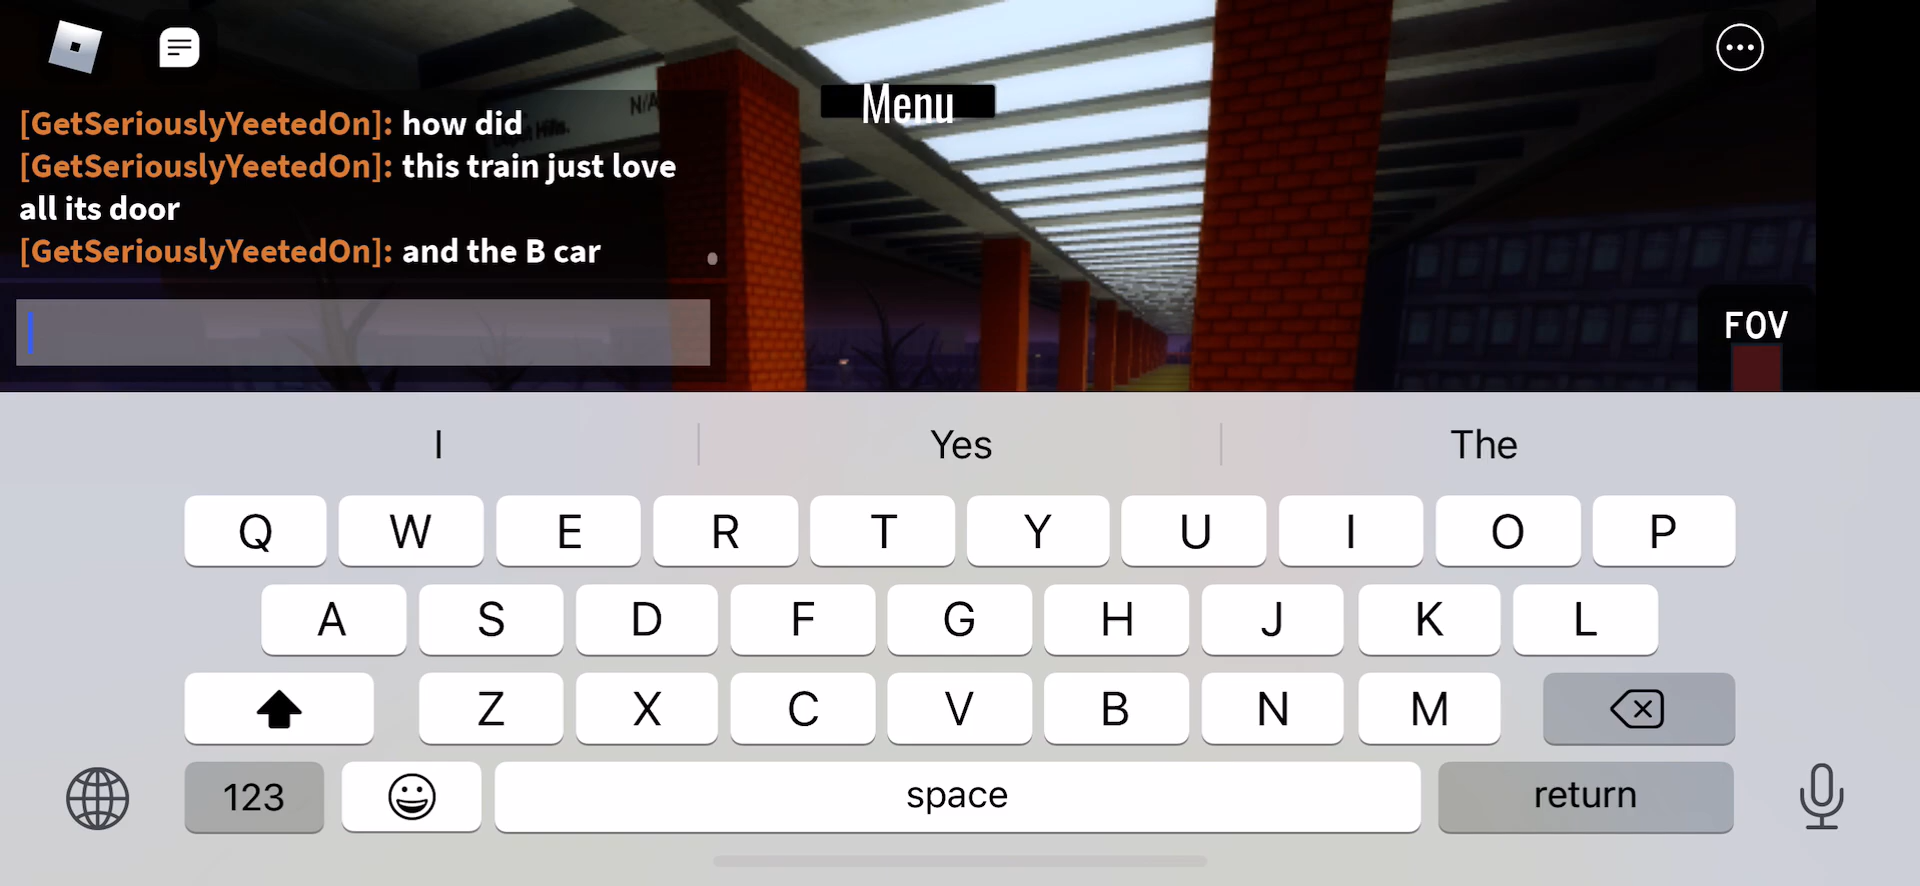 Menu
N/A
[GetSeriouslyYeetedOn]: how did
[GetSeriouslyYeetedOn]: this train just love
all its door
[GetSeriouslyYeetedOn]: and the B car
FOV
I Yes The
Q W E R T Y U I O P
A S D F G H J K L
Z X C V B N M
123 space return